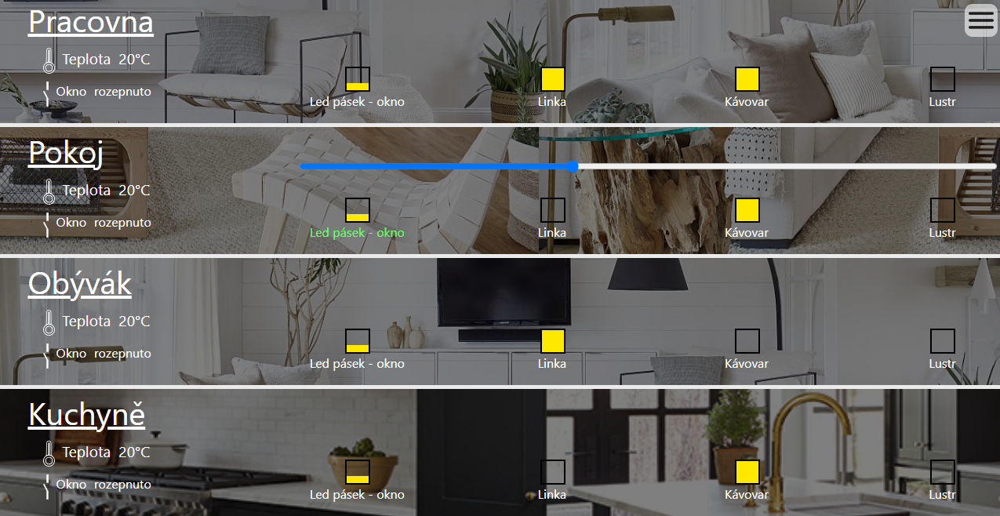 Pracovna
Teplota 20°C
Okno rozepnuto
Led pásek - okno
Linka
Kávovar
Lustr
Pokoj
Teplota 20°C
Okno rozepnuto
Led pásek - okno
Linka
Kávovar
Lustr
Obývák
Teplota 20°C
Okno rozepnuto
Led pásek - okno
Linka
Kávovar
Lustr
Kuchyně
Teplota 20°C
Okno rozepnuto
Led pásek - okno
Linka
Kávovar
Lustr